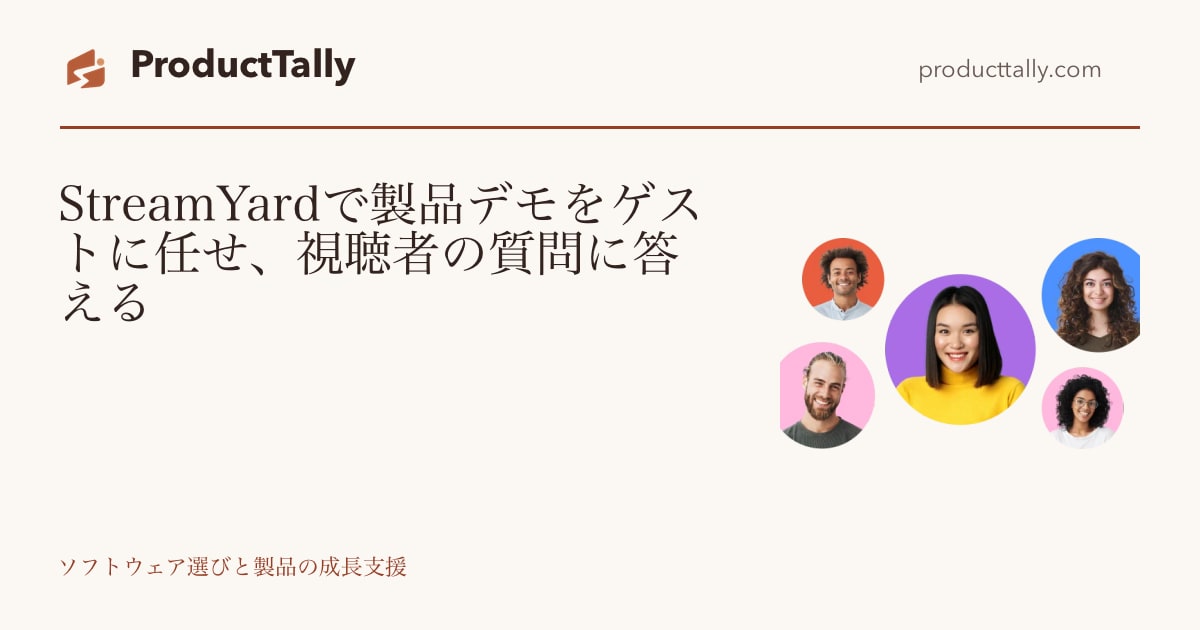 ProductTally
producttally.com
StreamYardで製品デモをゲス
トに任せ、視聴者の質問に答
える
ソフトウェア選びと製品の成長支援